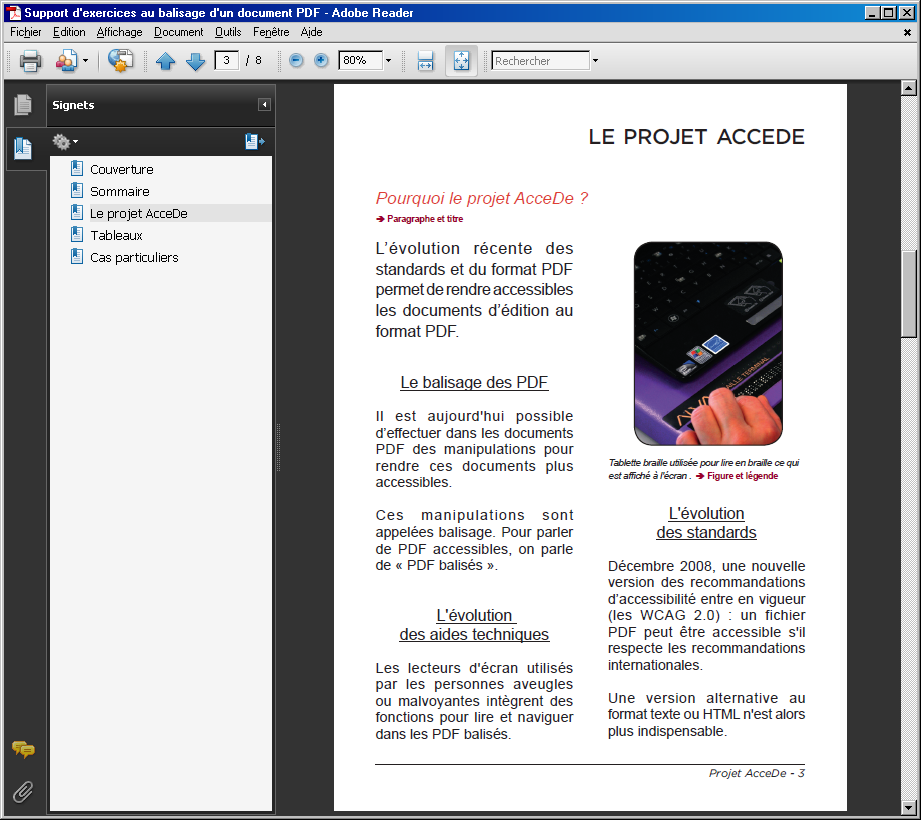 Support d'exercices au balisage d'un document PDF - Adobe Reader
Fichier Edition Affichage Document Outils Fenêtre Aide
3 / 8 80% Rechercher
Signets
Couverture
Sommaire
Le projet AcceDe
Tableaux
Cas particuliers
LE PROJET ACCEDE
Pourquoi le projet AcceDe ?
➔ Paragraphe et titre
L'évolution récente des
standards et du format PDF
permet de rendre accessibles
les documents d'édition au
format PDF.
Le balisage des PDF
Il est aujourd'hui possible
d'effectuer dans les documents
PDF des manipulations pour
rendre ces documents plus
accessibles.
Ces manipulations sont
appelées balisage. Pour parler
de PDF accessibles, on parle
de « PDF balisés ».
L'évolution
des aides techniques
Les lecteurs d'écran utilisés
par les personnes aveugles
ou malvoyantes intègrent des
fonctions pour lire et naviguer
dans les PDF balisés.
Tablette braille utilisée pour lire en braille ce qui
est affiché à l'écran . ➔ Figure et légende
L'évolution
des standards
Décembre 2008, une nouvelle
version des recommandations
d'accessibilité entre en vigueur
(les WCAG 2.0) : un fichier
PDF peut être accessible s'il
respecte les recommandations
internationales.
Une version alternative au
format texte ou HTML n'est alors
plus indispensable.
Projet AcceDe - 3